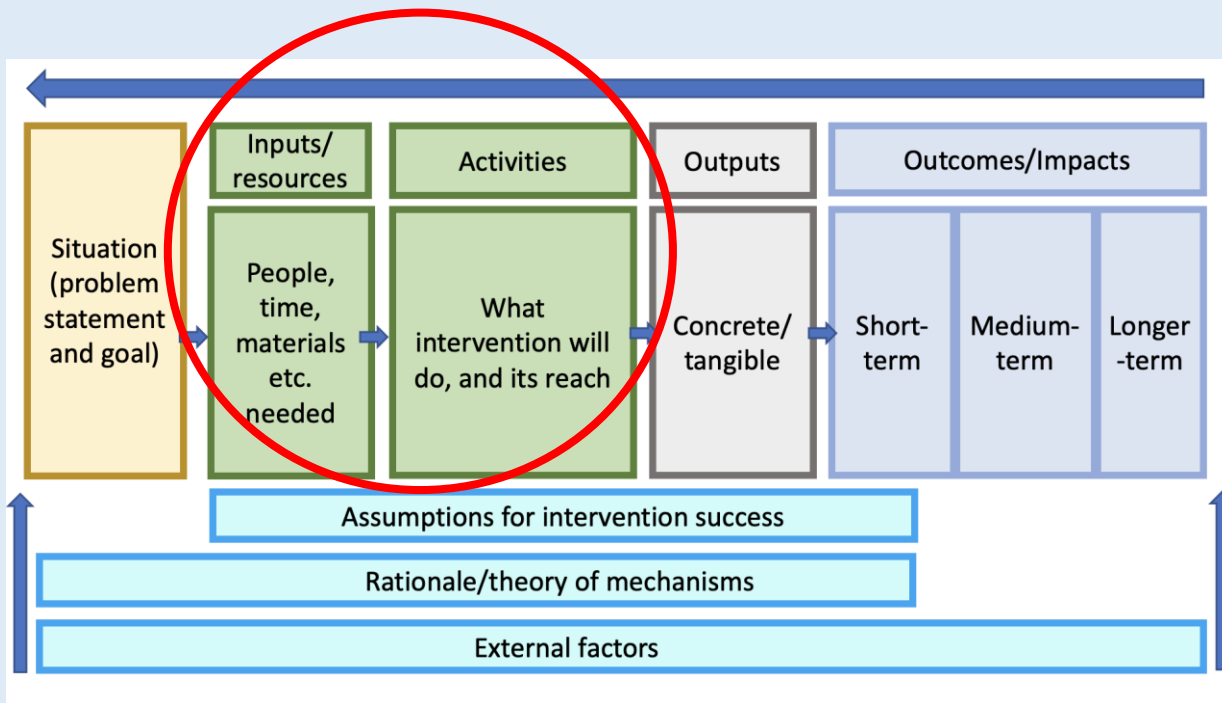 Inputs/
resources
Activities
Outputs
Outcomes/Impacts
Situation
(problem
statement
and goal)
People,
time,
materials
etc.
needed
What
intervention will
do, and its reach
Concrete/
tangible
Short-
term
Medium-
term
Longer
-term
Assumptions for intervention success
Rationale/theory of mechanisms
External factors